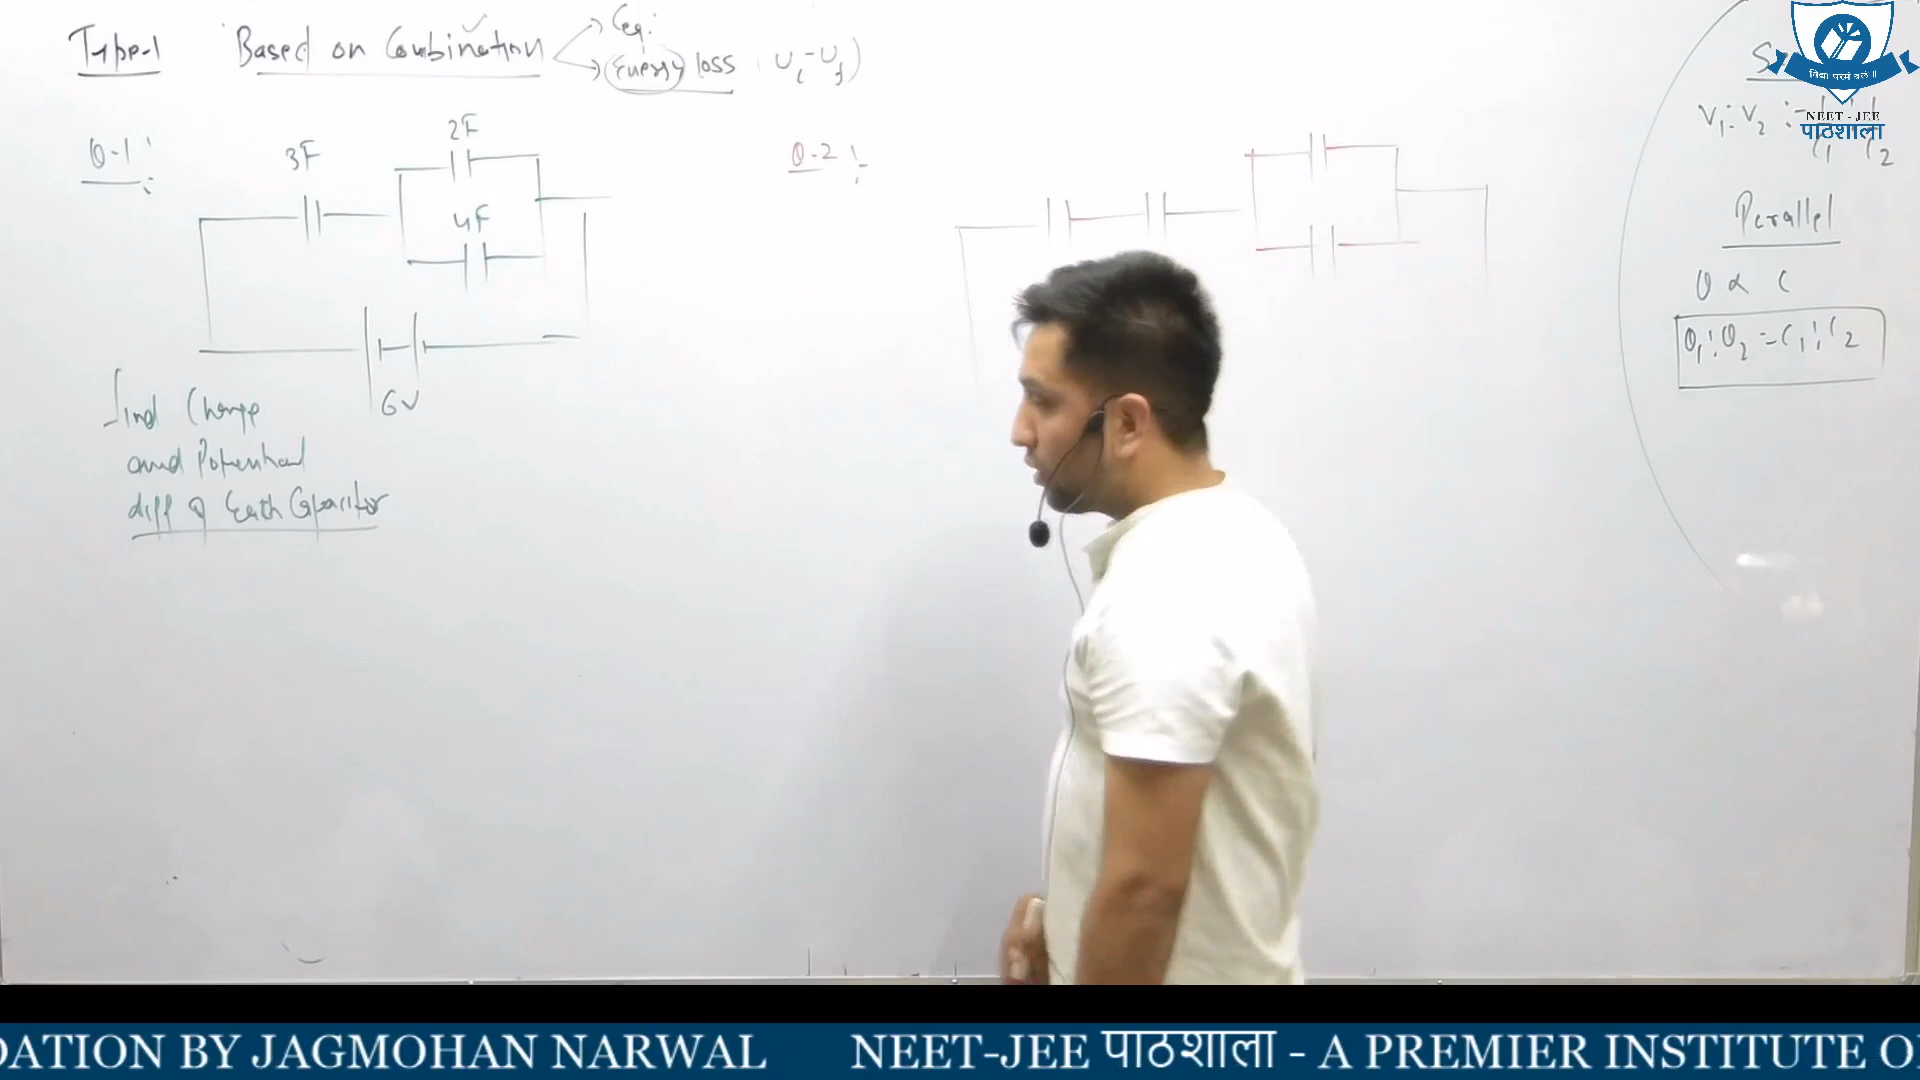 Type-1 Based on Combination → Ceq:
→ Energy loss (Ui - Uf)
Q-1:
3F
2F
4F
6V
find Charge
and Potential
diff of Each Capacitor
Q-2:
V1:V2 :-
Parallel
Q ∝ C
Q1:Q2 = C1:C2
विद्या परमं बलं ॥
NEET - JEE
पाठशाला
DATION BY JAGMOHAN NARWAL NEET-JEE पाठशाला - A PREMIER INSTITUTE O